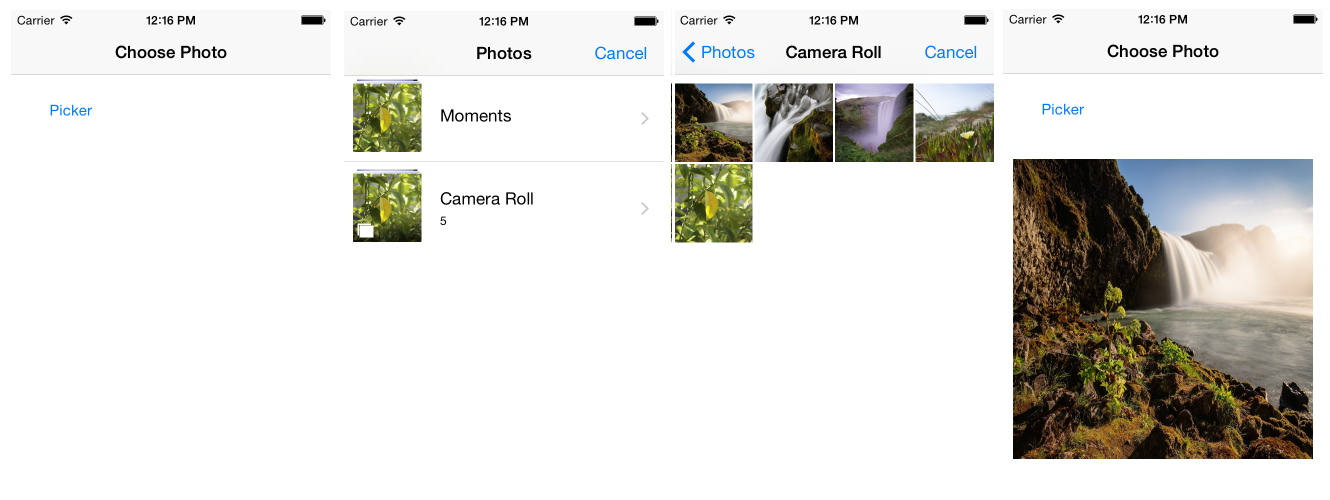 Carrier 12:16 PM
Choose Photo
Picker
Carrier 12:16 PM
Photos Cancel
Moments
Camera Roll
5
Carrier 12:16 PM
Photos Camera Roll Cancel
Carrier 12:16 PM
Choose Photo
Picker